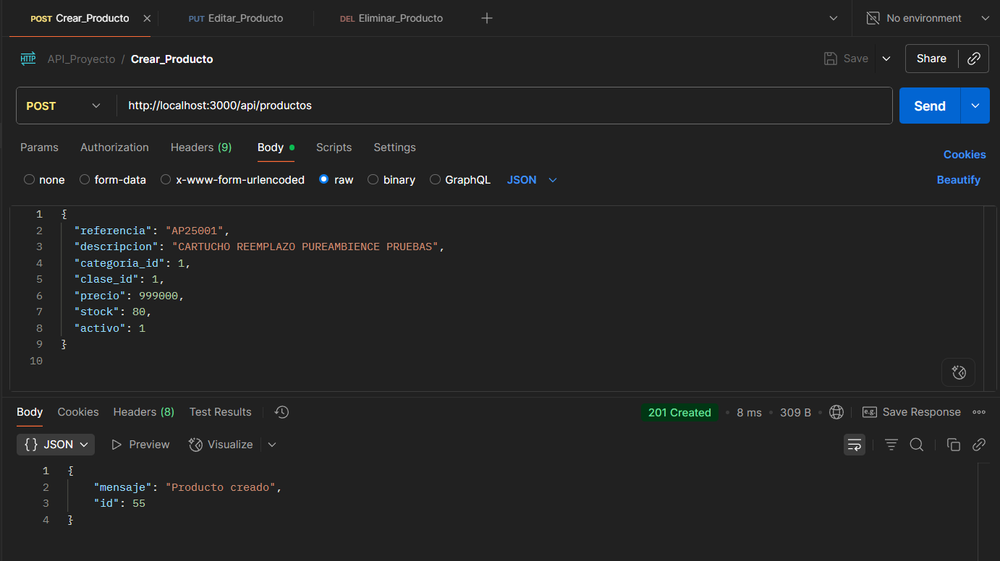 POST Crear_Producto
PUT Editar_Producto
DEL Eliminar_Producto
No environment
HTTP API_Proyecto / Crear_Producto
Save
Share
POST
http://localhost:3000/api/productos
Send
Params Authorization Headers (9) Body Scripts Settings
Cookies
none form-data x-www-form-urlencoded raw binary GraphQL JSON
Beautify
1 {
2 "referencia": "AP25001",
3 "descripcion": "CARTUCHO REEMPLAZO PUREAMBIENCE PRUEBAS",
4 "categoria_id": 1,
5 "clase_id": 1,
6 "precio": 999000,
7 "stock": 80,
8 "activo": 1
9 }
10
Body Cookies Headers (8) Test Results
201 Created • 8 ms • 309 B •
e.g. Save Response
{} JSON Preview Visualize
1 {
2 "mensaje": "Producto creado",
3 "id": 55
4 }